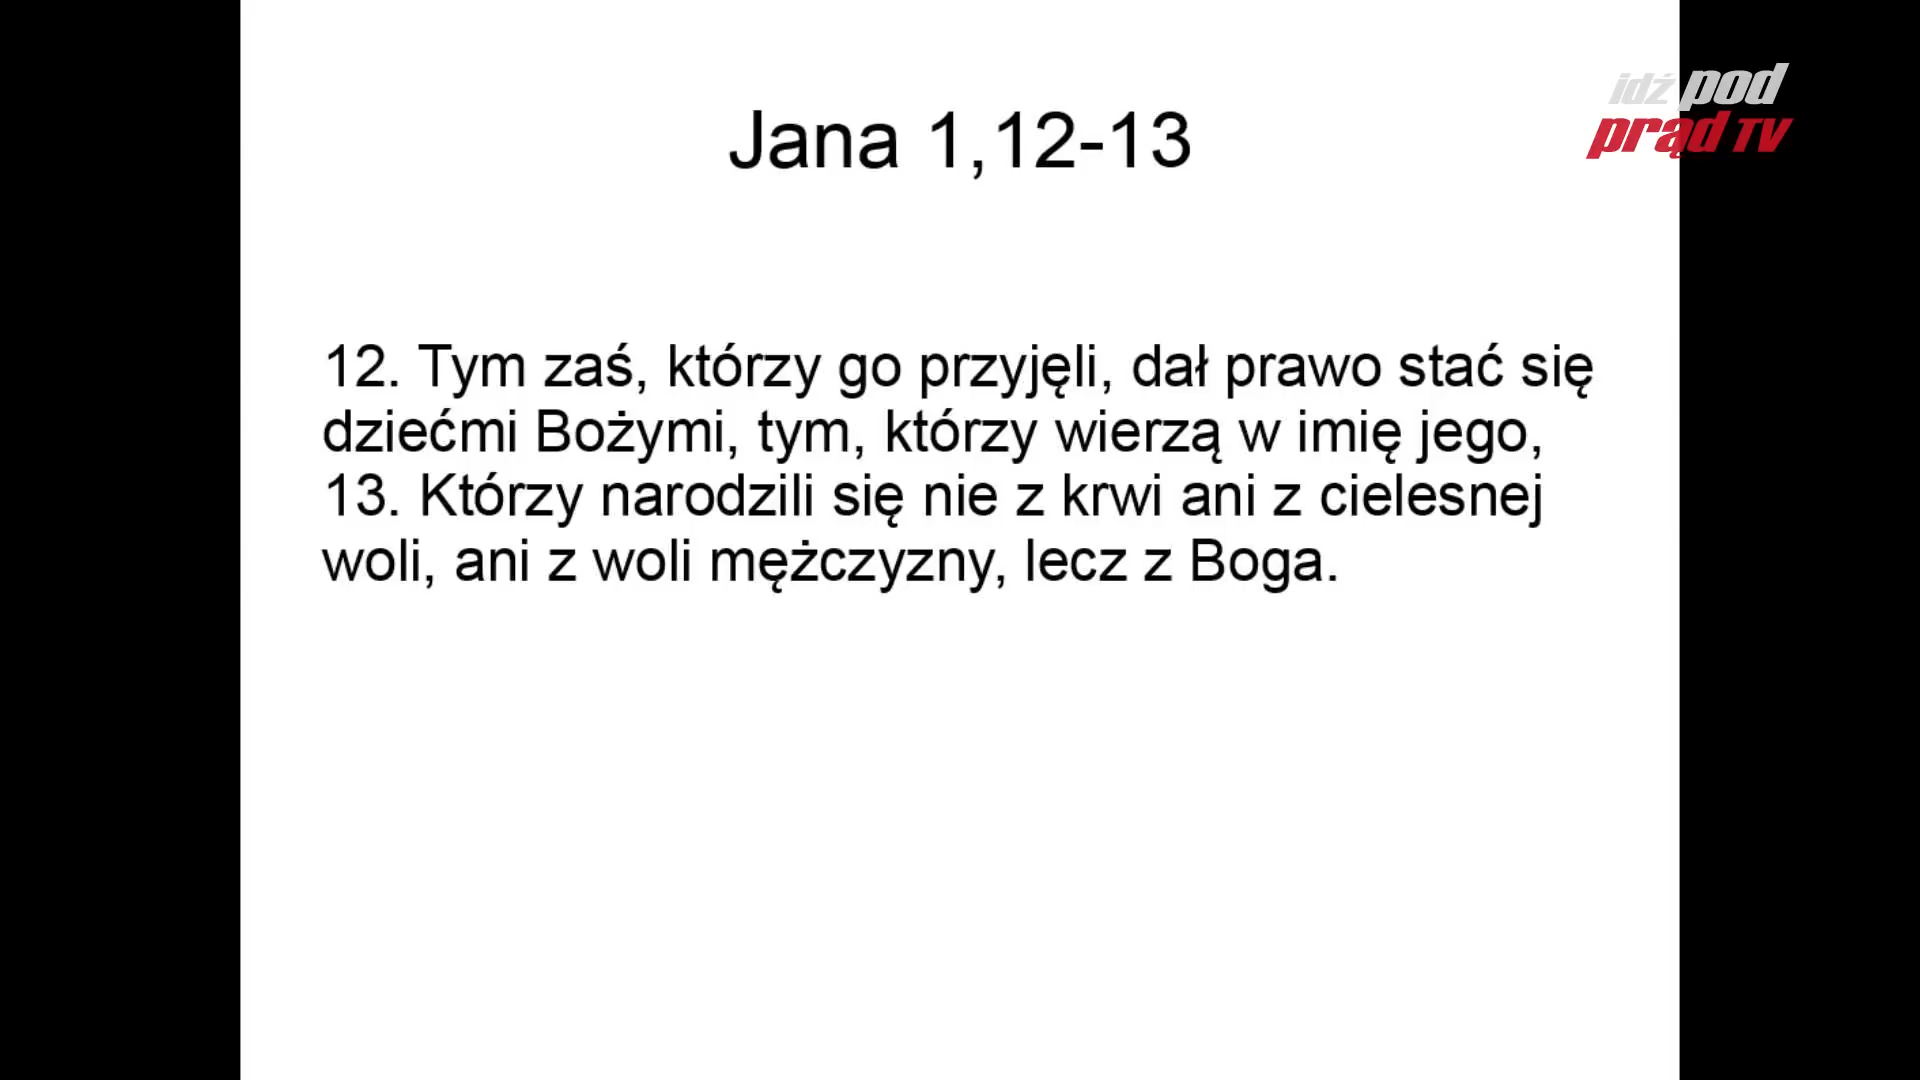 idź pod
prąd TV
Jana 1,12-13
12. Tym zaś, którzy go przyjęli, dał prawo stać się
dziećmi Bożymi, tym, którzy wierzą w imię jego,
13. Którzy narodzili się nie z krwi ani z cielesnej
woli, ani z woli mężczyzny, lecz z Boga.